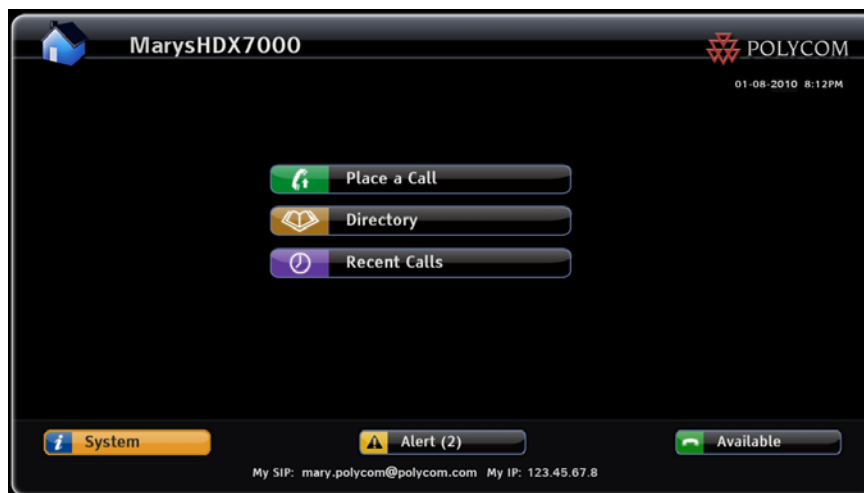 MarysHDX7000
POLYCOM
01-08-2010 8:12PM
Place a Call
Directory
Recent Calls
i System
Alert (2)
Available
My SIP: mary.polycom@polycom.com My IP: 123.45.67.8